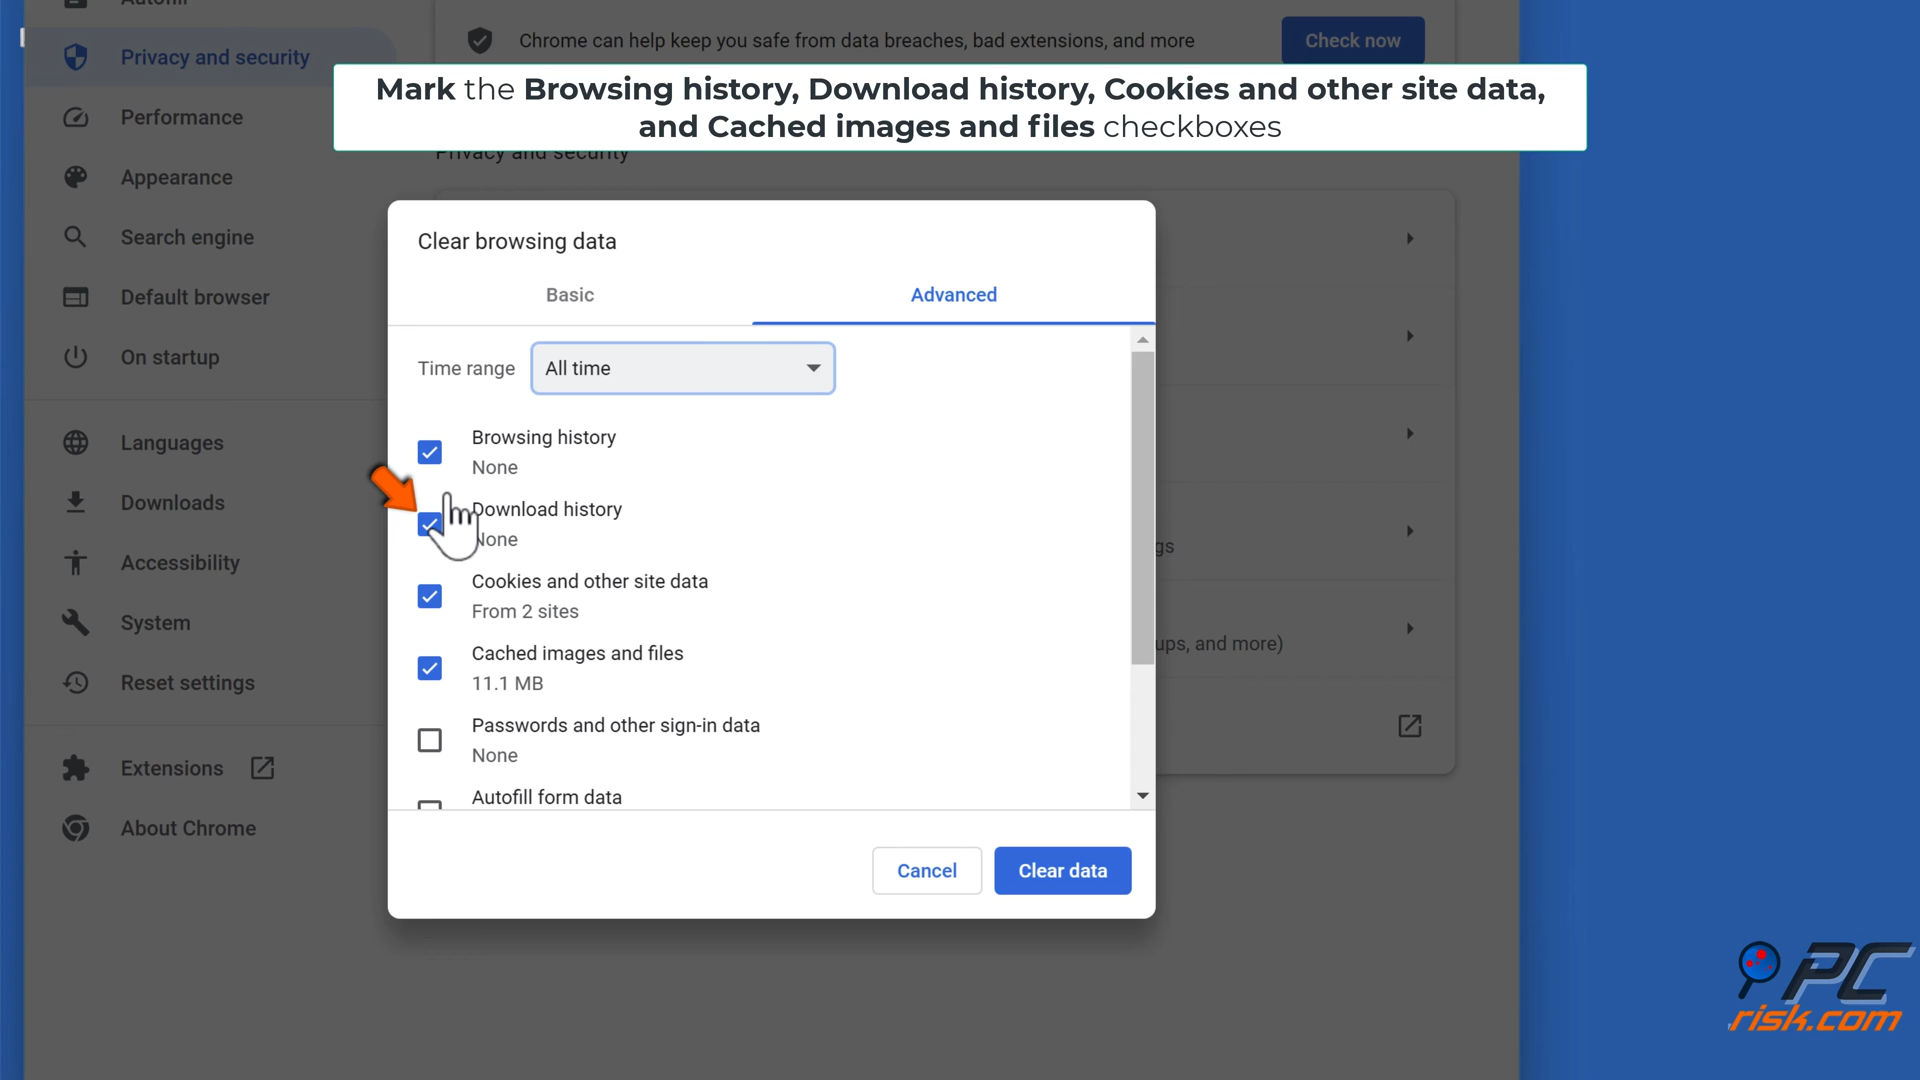 Autofill
Chrome can help keep you safe from data breaches, bad extensions, and more
Check now
Privacy and security
Mark the Browsing history, Download history, Cookies and other site data,
and Cached images and files checkboxes
Privacy and security
Performance
Appearance
Search engine
Default browser
On startup
Languages
Downloads
Accessibility
System
Reset settings
Extensions
About Chrome
Clear browsing data
Basic
Advanced
Time range
All time
Browsing history
None
Download history
None
Cookies and other site data
From 2 sites
Cached images and files
11.1 MB
Passwords and other sign-in data
None
Autofill form data
Cancel
Clear data
gs
ups, and more)
PC
risk.com